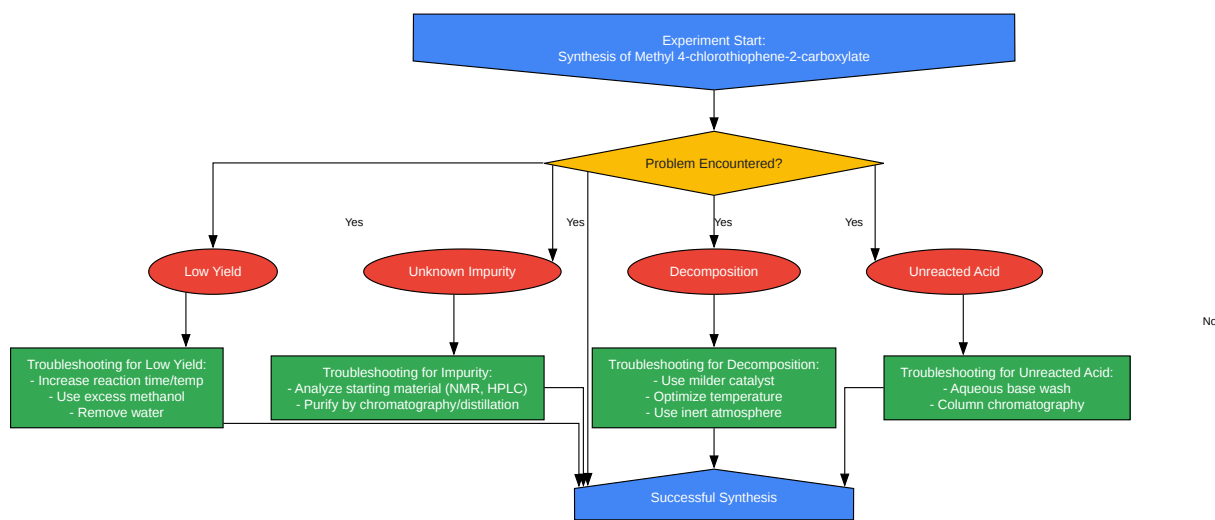 Experiment Start:
Synthesis of Methyl 4-chlorothiophene-2-carboxylate
Problem Encountered?
Yes
Yes
Yes
Yes
Low Yield
Unknown Impurity
Decomposition
Unreacted Acid
No
Troubleshooting for Low Yield:
- Increase reaction time/temp
- Use excess methanol
- Remove water
Troubleshooting for Impurity:
- Analyze starting material (NMR, HPLC)
- Purify by chromatography/distillation
Troubleshooting for Decomposition:
- Use milder catalyst
- Optimize temperature
- Use inert atmosphere
Troubleshooting for Unreacted Acid:
- Aqueous base wash
- Column chromatography
Successful Synthesis